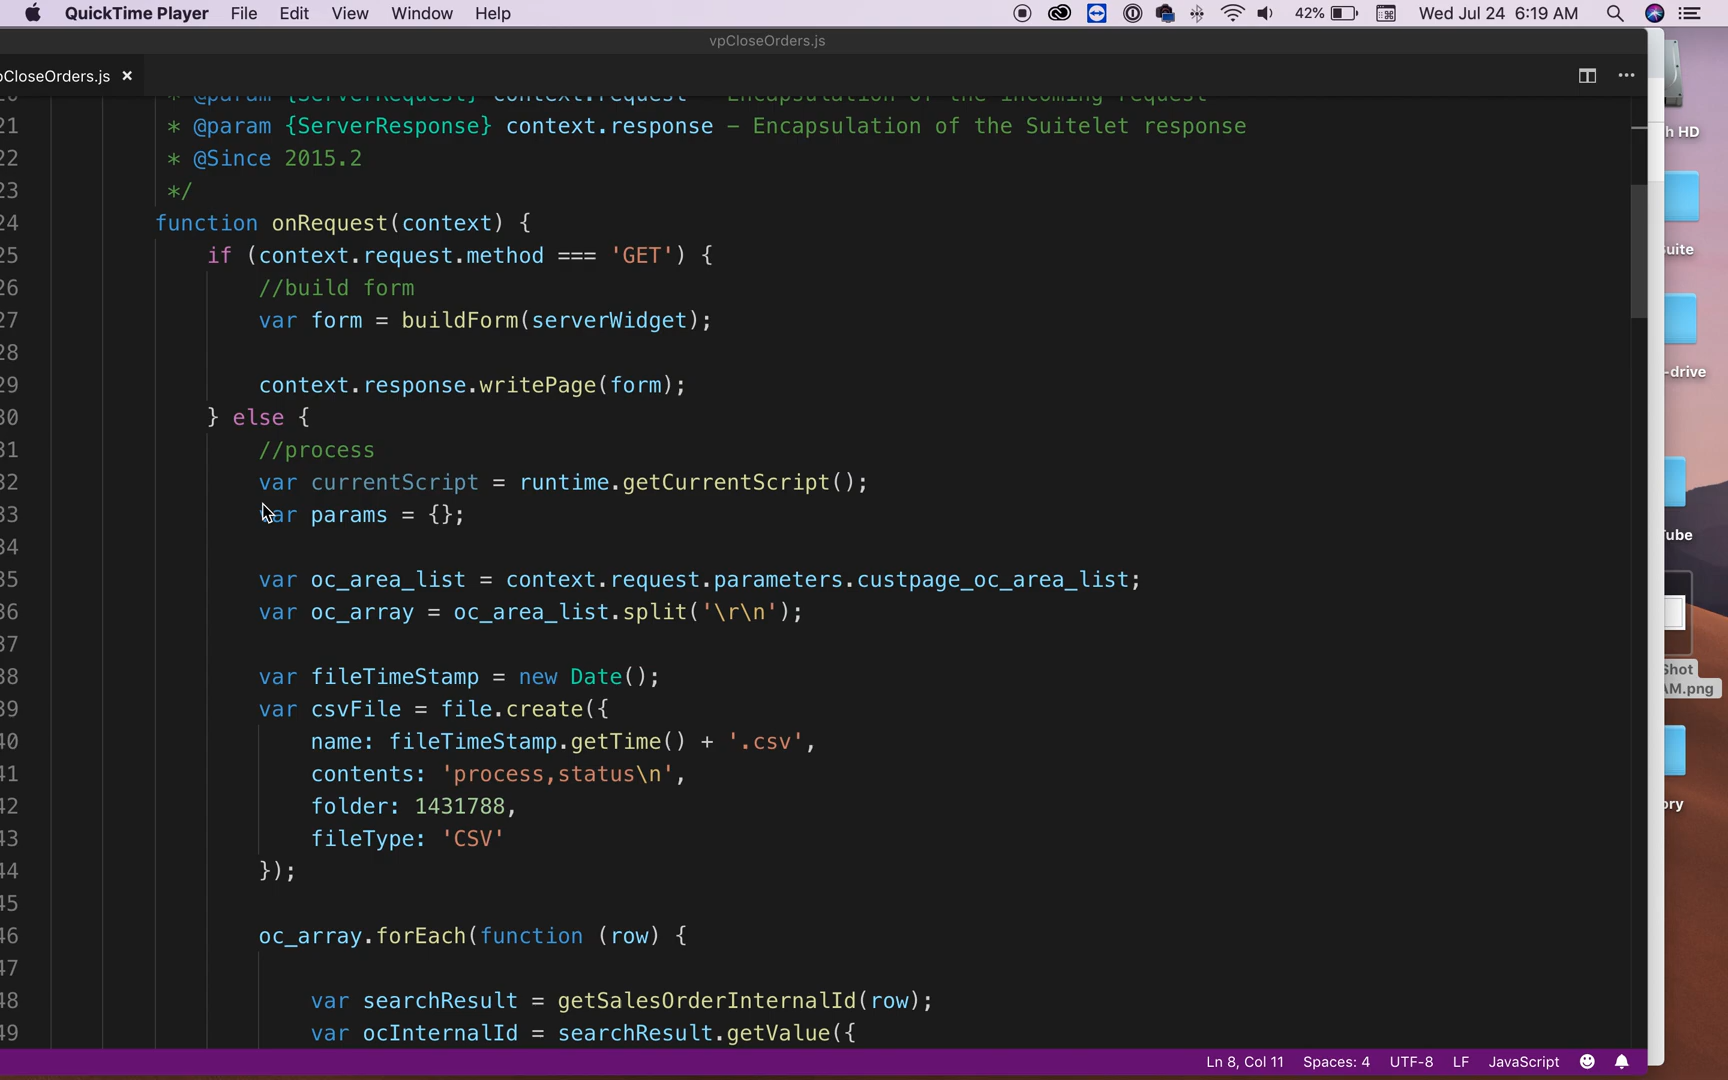 QuickTime Player File Edit View Window Help 42% Wed Jul 24 6:19 AM
vpCloseOrders.js
pCloseOrders.js ×
21 * @param {ServerResponse} context.response - Encapsulation of the Suitelet response
22 * @Since 2015.2
23 */
24 function onRequest(context) {
25 if (context.request.method === 'GET') {
26 //build form
27 var form = buildForm(serverWidget);
28
29 context.response.writePage(form);
30 } else {
31 //process
32 var currentScript = runtime.getCurrentScript();
33 var params = {};
34
35 var oc_area_list = context.request.parameters.custpage_oc_area_list;
36 var oc_array = oc_area_list.split('\r\n');
37
38 var fileTimeStamp = new Date();
39 var csvFile = file.create({
40 name: fileTimeStamp.getTime() + '.csv',
41 contents: 'process,status\n',
42 folder: 1431788,
43 fileType: 'CSV'
44 });
45
46 oc_array.forEach(function (row) {
47
48 var searchResult = getSalesOrderInternalId(row);
49 var ocInternalId = searchResult.getValue({
Ln 8, Col 11 Spaces: 4 UTF-8 LF JavaScript
h HD
Suite
-drive
Tube
Shot
AM.png
ory